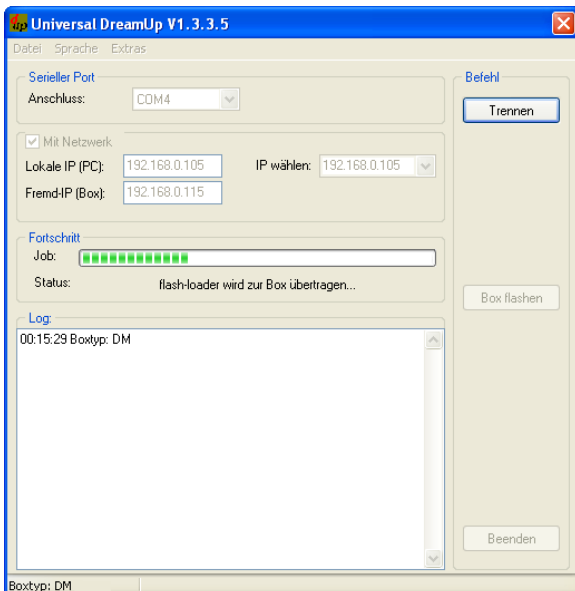 up Universal DreamUp V1.3.3.5
Datei Sprache Extras
Serieller Port
Anschluss: COM4
Befehl
Trennen
Mit Netzwerk
Lokale IP (PC): 192.168.0.105 IP wählen: 192.168.0.105
Fremd-IP (Box): 192.168.0.115
Fortschritt
Job:
Status: flash-loader wird zur Box übertragen...
Box flashen
Log:
00:15:29 Boxtyp: DM
Beenden
Boxtyp: DM